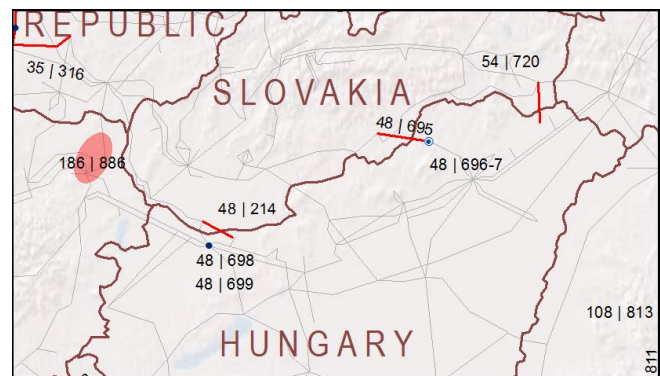 REPUBLIC
35 | 316
54 | 720
SLOVAKIA
48 | 695
186 | 886
48 | 696-7
48 | 214
48 | 698
48 | 699
108 | 813
HUNGARY
811